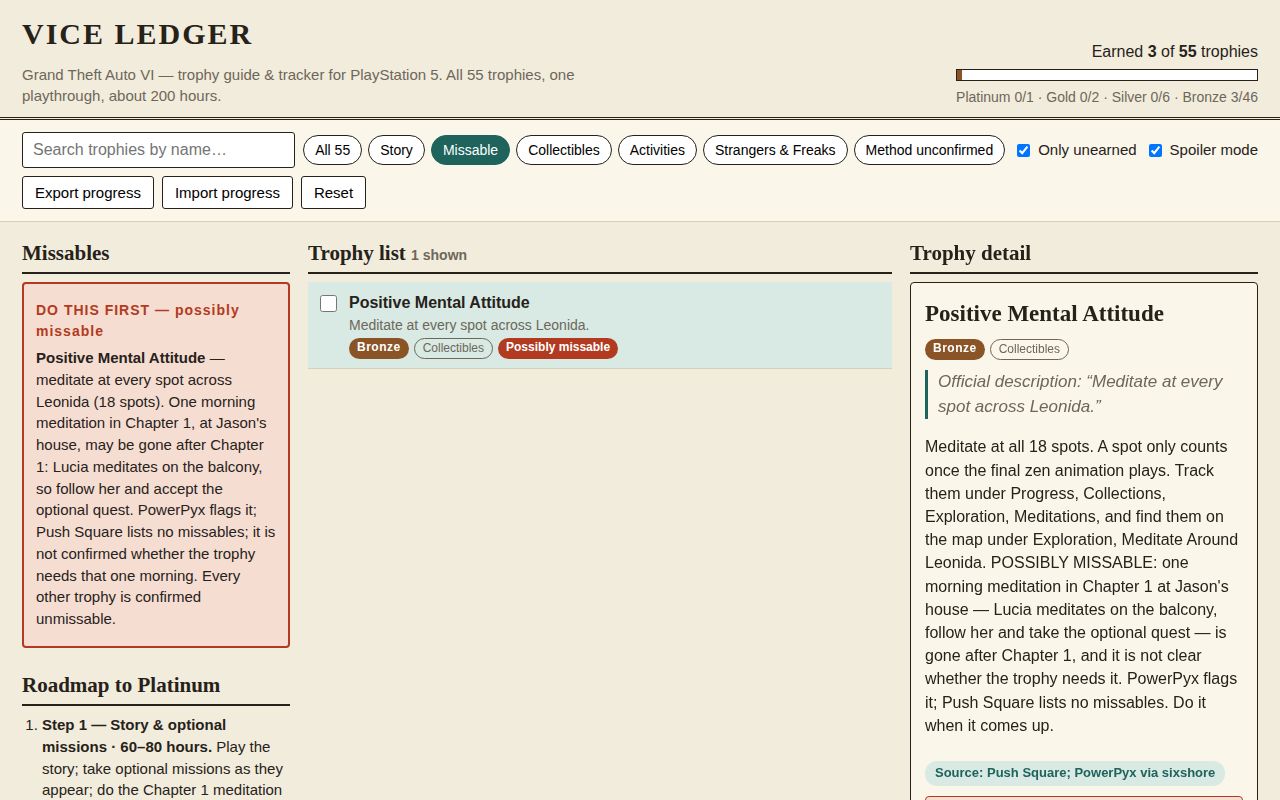 VICE LEDGER
Grand Theft Auto VI — trophy guide & tracker for PlayStation 5. All 55 trophies, one
playthrough, about 200 hours.
Earned 3 of 55 trophies
Platinum 0/1 · Gold 0/2 · Silver 0/6 · Bronze 3/46
Search trophies by name…
All 55
Story
Missable
Collectibles
Activities
Strangers & Freaks
Method unconfirmed
Only unearned
Spoiler mode
Export progress
Import progress
Reset
Missables
DO THIS FIRST — possibly
missable
Positive Mental Attitude —
meditate at every spot across
Leonida (18 spots). One morning
meditation in Chapter 1, at Jason's
house, may be gone after Chapter
1: Lucia meditates on the balcony,
so follow her and accept the
optional quest. PowerPyx flags it;
Push Square lists no missables; it is
not confirmed whether the trophy
needs that one morning. Every
other trophy is confirmed
unmissable.
Roadmap to Platinum
1. Step 1 — Story & optional
missions · 60–80 hours. Play the
story; take optional missions as they
appear; do the Chapter 1 meditation
Trophy list 1 shown
Positive Mental Attitude
Meditate at every spot across Leonida.
Bronze
Collectibles
Possibly missable
Trophy detail
Positive Mental Attitude
Bronze
Collectibles
Official description: “Meditate at every
spot across Leonida.”
Meditate at all 18 spots. A spot only counts
once the final zen animation plays. Track
them under Progress, Collections,
Exploration, Meditations, and find them on
the map under Exploration, Meditate Around
Leonida. POSSIBLY MISSABLE: one
morning meditation in Chapter 1 at Jason's
house — Lucia meditates on the balcony,
follow her and take the optional quest — is
gone after Chapter 1, and it is not clear
whether the trophy needs it. PowerPyx flags
it; Push Square lists no missables. Do it
when it comes up.
Source: Push Square; PowerPyx via sixshore